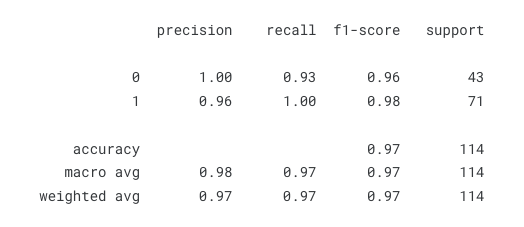 precision recall f1-score support
0 1.00 0.93 0.96 43
1 0.96 1.00 0.98 71
accuracy 0.97 114
macro avg 0.98 0.97 0.97 114
weighted avg 0.97 0.97 0.97 114